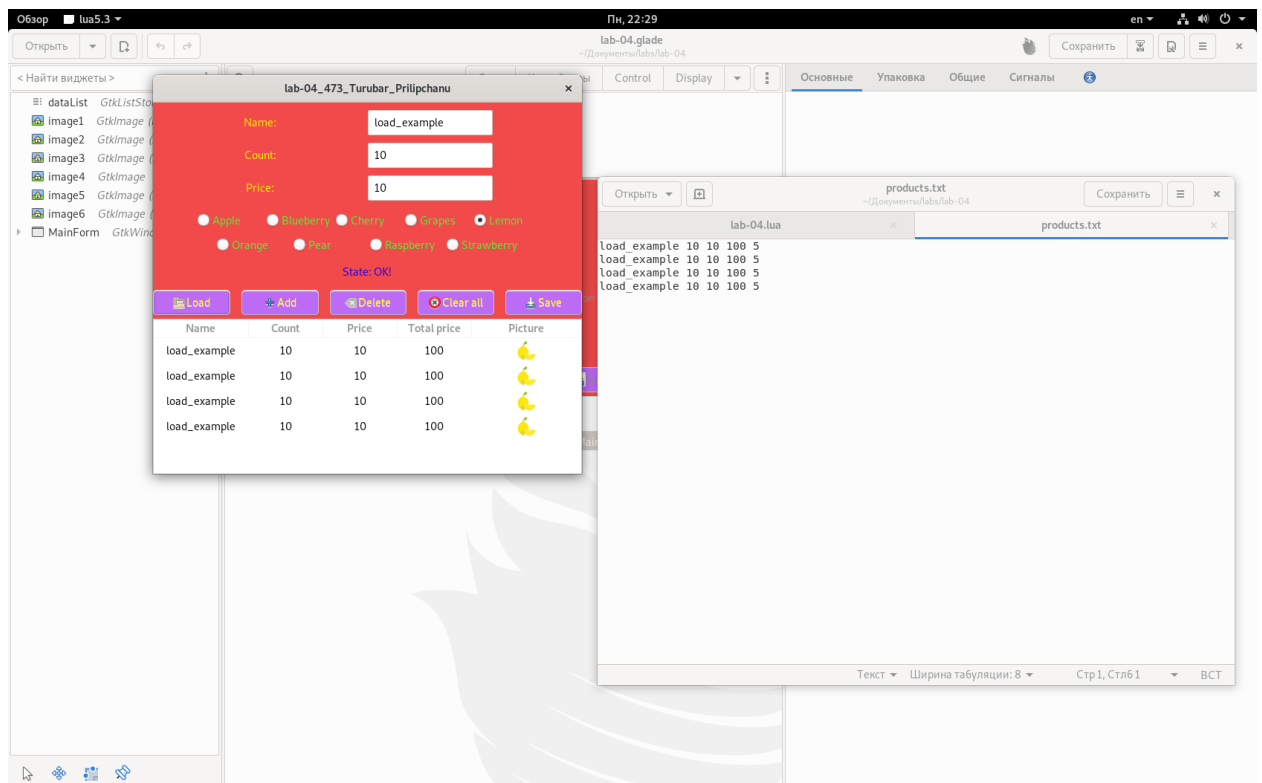 Обзор lua5.3 Пн, 22:29 en
Открыть lab-04.glade Сохранить
~/Документы/labs/lab-04
< Найти виджеты > Control Display Основные Упаковка Общие Сигналы
dataList GtkListSto
image1 GtkImage (
image2 GtkImage (
image3 GtkImage (
image4 GtkImage
image5 GtkImage (
image6 GtkImage (
MainForm GtkWind
lab-04_473_Turubar_Prilipchanu
Name: load_example
Count: 10
Price: 10
Apple Blueberry Cherry Grapes Lemon
Orange Pear Raspberry Strawberry
State: OK!
Load Add Delete Clear all Save
Name Count Price Total price Picture
load_example 10 10 100
load_example 10 10 100
load_example 10 10 100
load_example 10 10 100
Открыть products.txt Сохранить
~/Документы/labs/lab-04
lab-04.lua products.txt
load_example 10 10 100 5
load_example 10 10 100 5
load_example 10 10 100 5
load_example 10 10 100 5
Текст Ширина табуляции: 8 Стр 1, Стлб 1 ВСТ